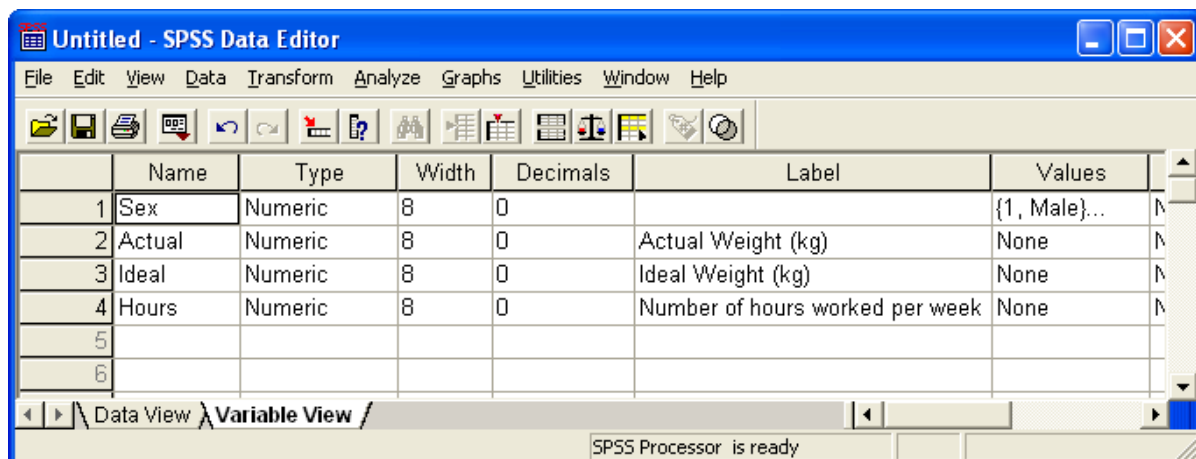 Untitled - SPSS Data Editor
File Edit View Data Transform Analyze Graphs Utilities Window Help
Name Type Width Decimals Label Values
1 Sex Numeric 8 0 {1, Male}...
2 Actual Numeric 8 0 Actual Weight (kg) None
3 Ideal Numeric 8 0 Ideal Weight (kg) None
4 Hours Numeric 8 0 Number of hours worked per week None
5
6
Data View Variable View
SPSS Processor is ready